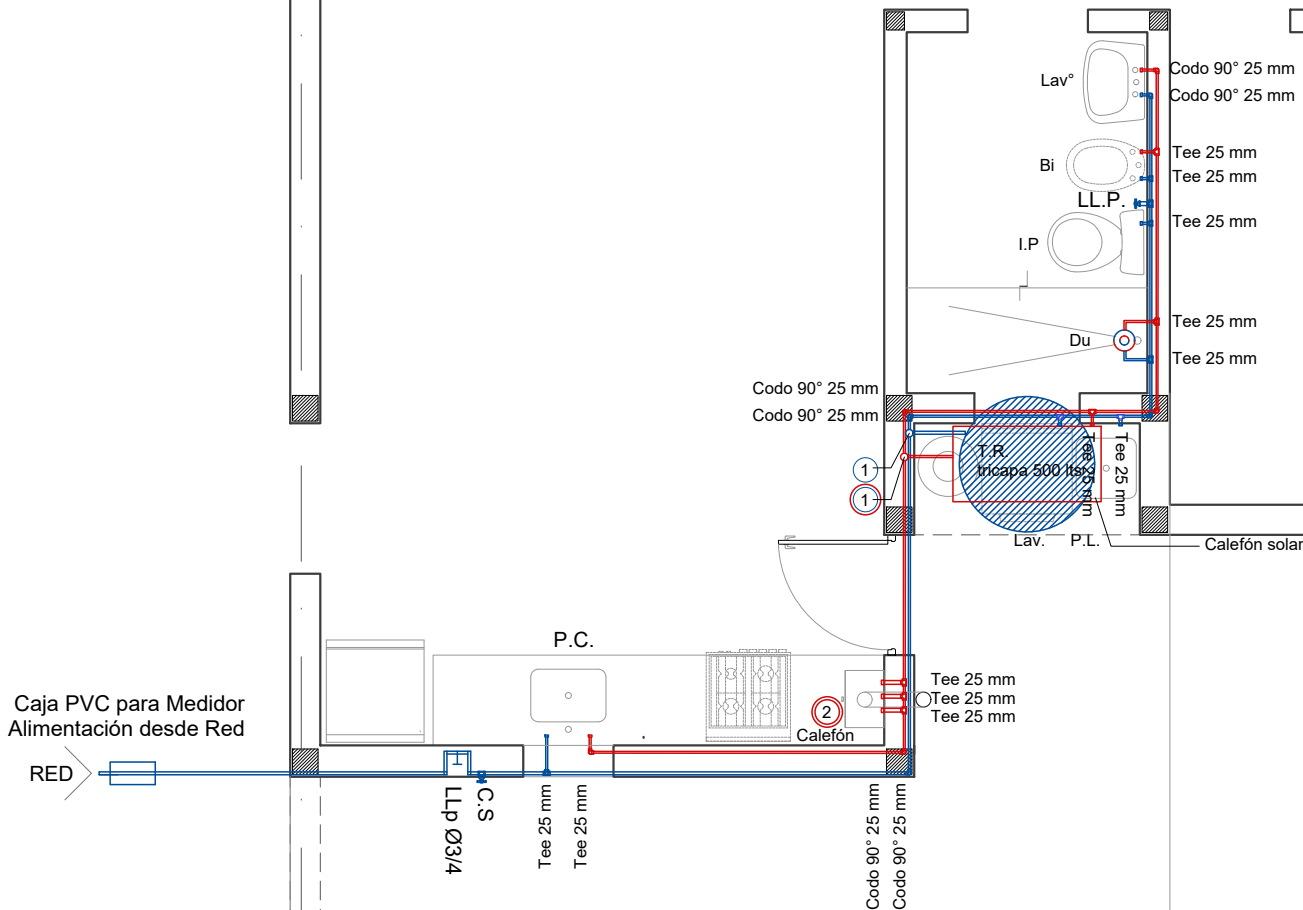 Lav°
Codo 90° 25 mm
Codo 90° 25 mm
Bi
Tee 25 mm
Tee 25 mm
LL.P.
Tee 25 mm
I.P
Tee 25 mm
Du
Tee 25 mm
Codo 90° 25 mm
Codo 90° 25 mm
T.R.
tricapa 500 lts
Tee 25 mm
Tee 25 mm
1
1
Lav.
P.L.
Calefón solar
P.C.
Tee 25 mm
Tee 25 mm
Tee 25 mm
2
Calefón
Caja PVC para Medidor
Alimentación desde Red
RED
LLp Ø3/4
C.S
Tee 25 mm
Tee 25 mm
Codo 90° 25 mm
Codo 90° 25 mm